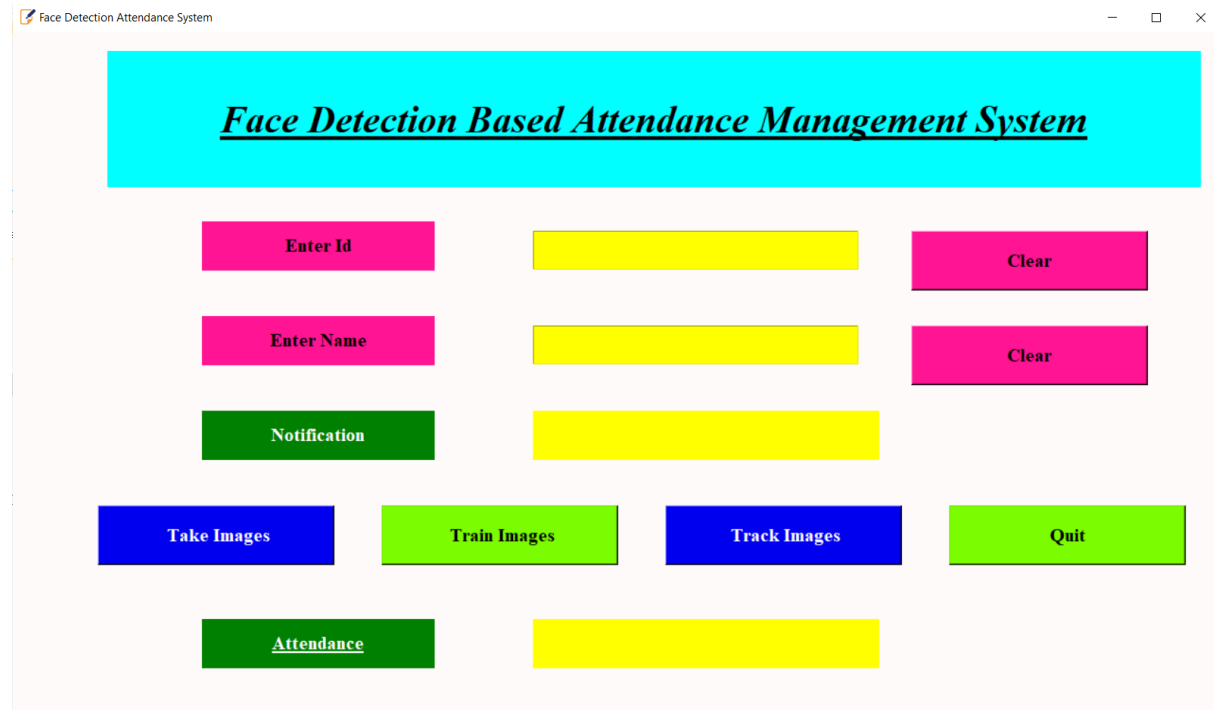 Face Detection Attendance System
Face Detection Based Attendance Management System
Enter Id
Clear
Enter Name
Clear
Notification
Take Images
Train Images
Track Images
Quit
Attendance